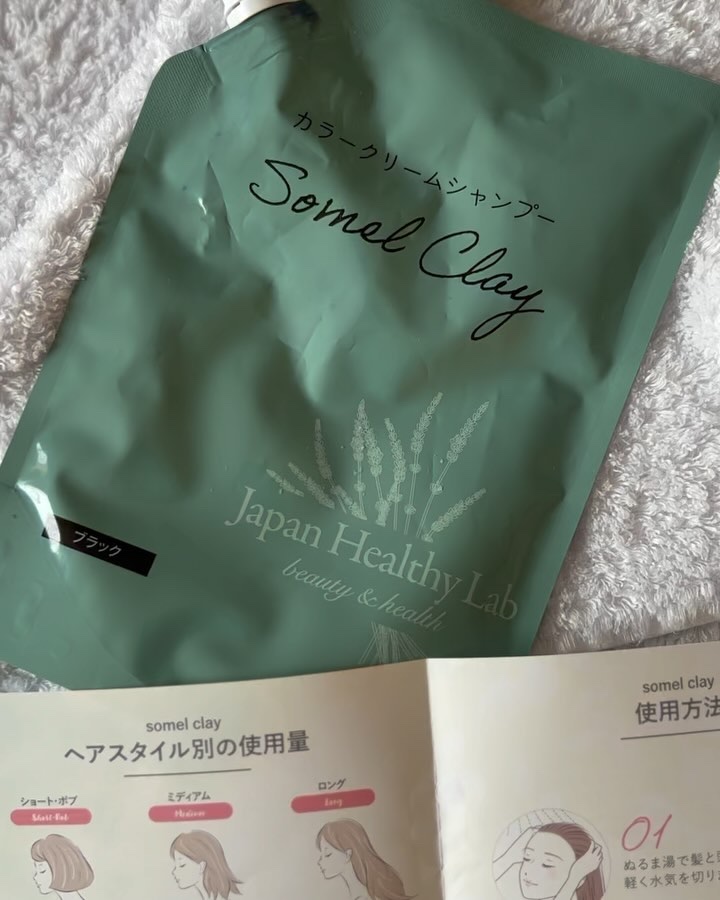 カラークリームシャンプー
Somel Clay
Japan Healthy Lab
beauty & health
ブラック
somel clay
ヘアスタイル別の使用量
ショート・ボブ
Short・Bob
ミディアム
Medium
ロング
Long
somel clay
使用方法
01
ぬるま湯で髪と
軽く水気を切り